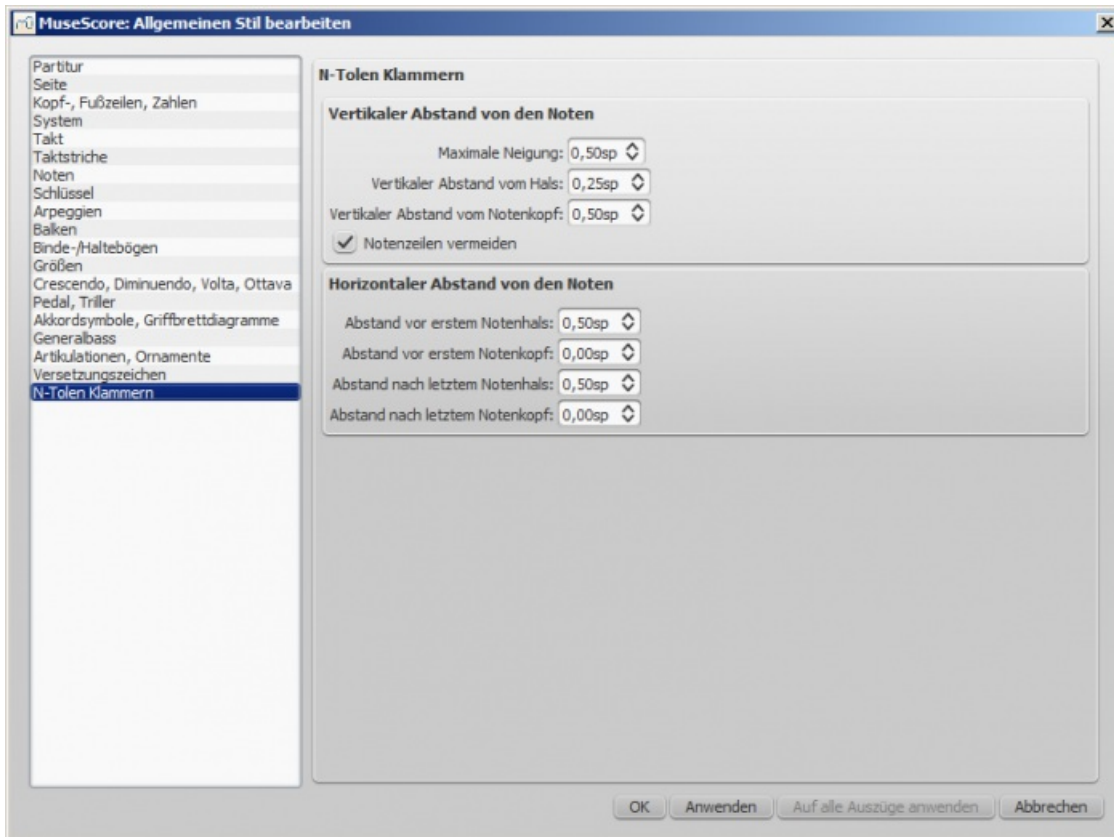 MuseScore: Allgemeinen Stil bearbeiten
Partitur
Seite
Kopf-, Fußzeilen, Zahlen
System
Takt
Taktstriche
Noten
Schlüssel
Arpeggien
Balken
Binde-/Haltebögen
Größen
Crescendo, Diminuendo, Volta, Ottava
Pedal, Triller
Akkordsymbole, Griffbrettdiagramme
Generalbass
Artikulationen, Ornamente
Versetzungszeichen
N-Tolen Klammern
N-Tolen Klammern
Vertikaler Abstand von den Noten
Maximale Neigung: 0,50sp
Vertikaler Abstand vom Hals: 0,25sp
Vertikaler Abstand vom Notenkopf: 0,50sp
Notenzeilen vermeiden
Horizontaler Abstand von den Noten
Abstand vor erstem Notenhals: 0,50sp
Abstand vor erstem Notenkopf: 0,00sp
Abstand nach letztem Notenhals: 0,50sp
Abstand nach letztem Notenkopf: 0,00sp
OK Anwenden Auf alle Auszüge anwenden Abbrechen